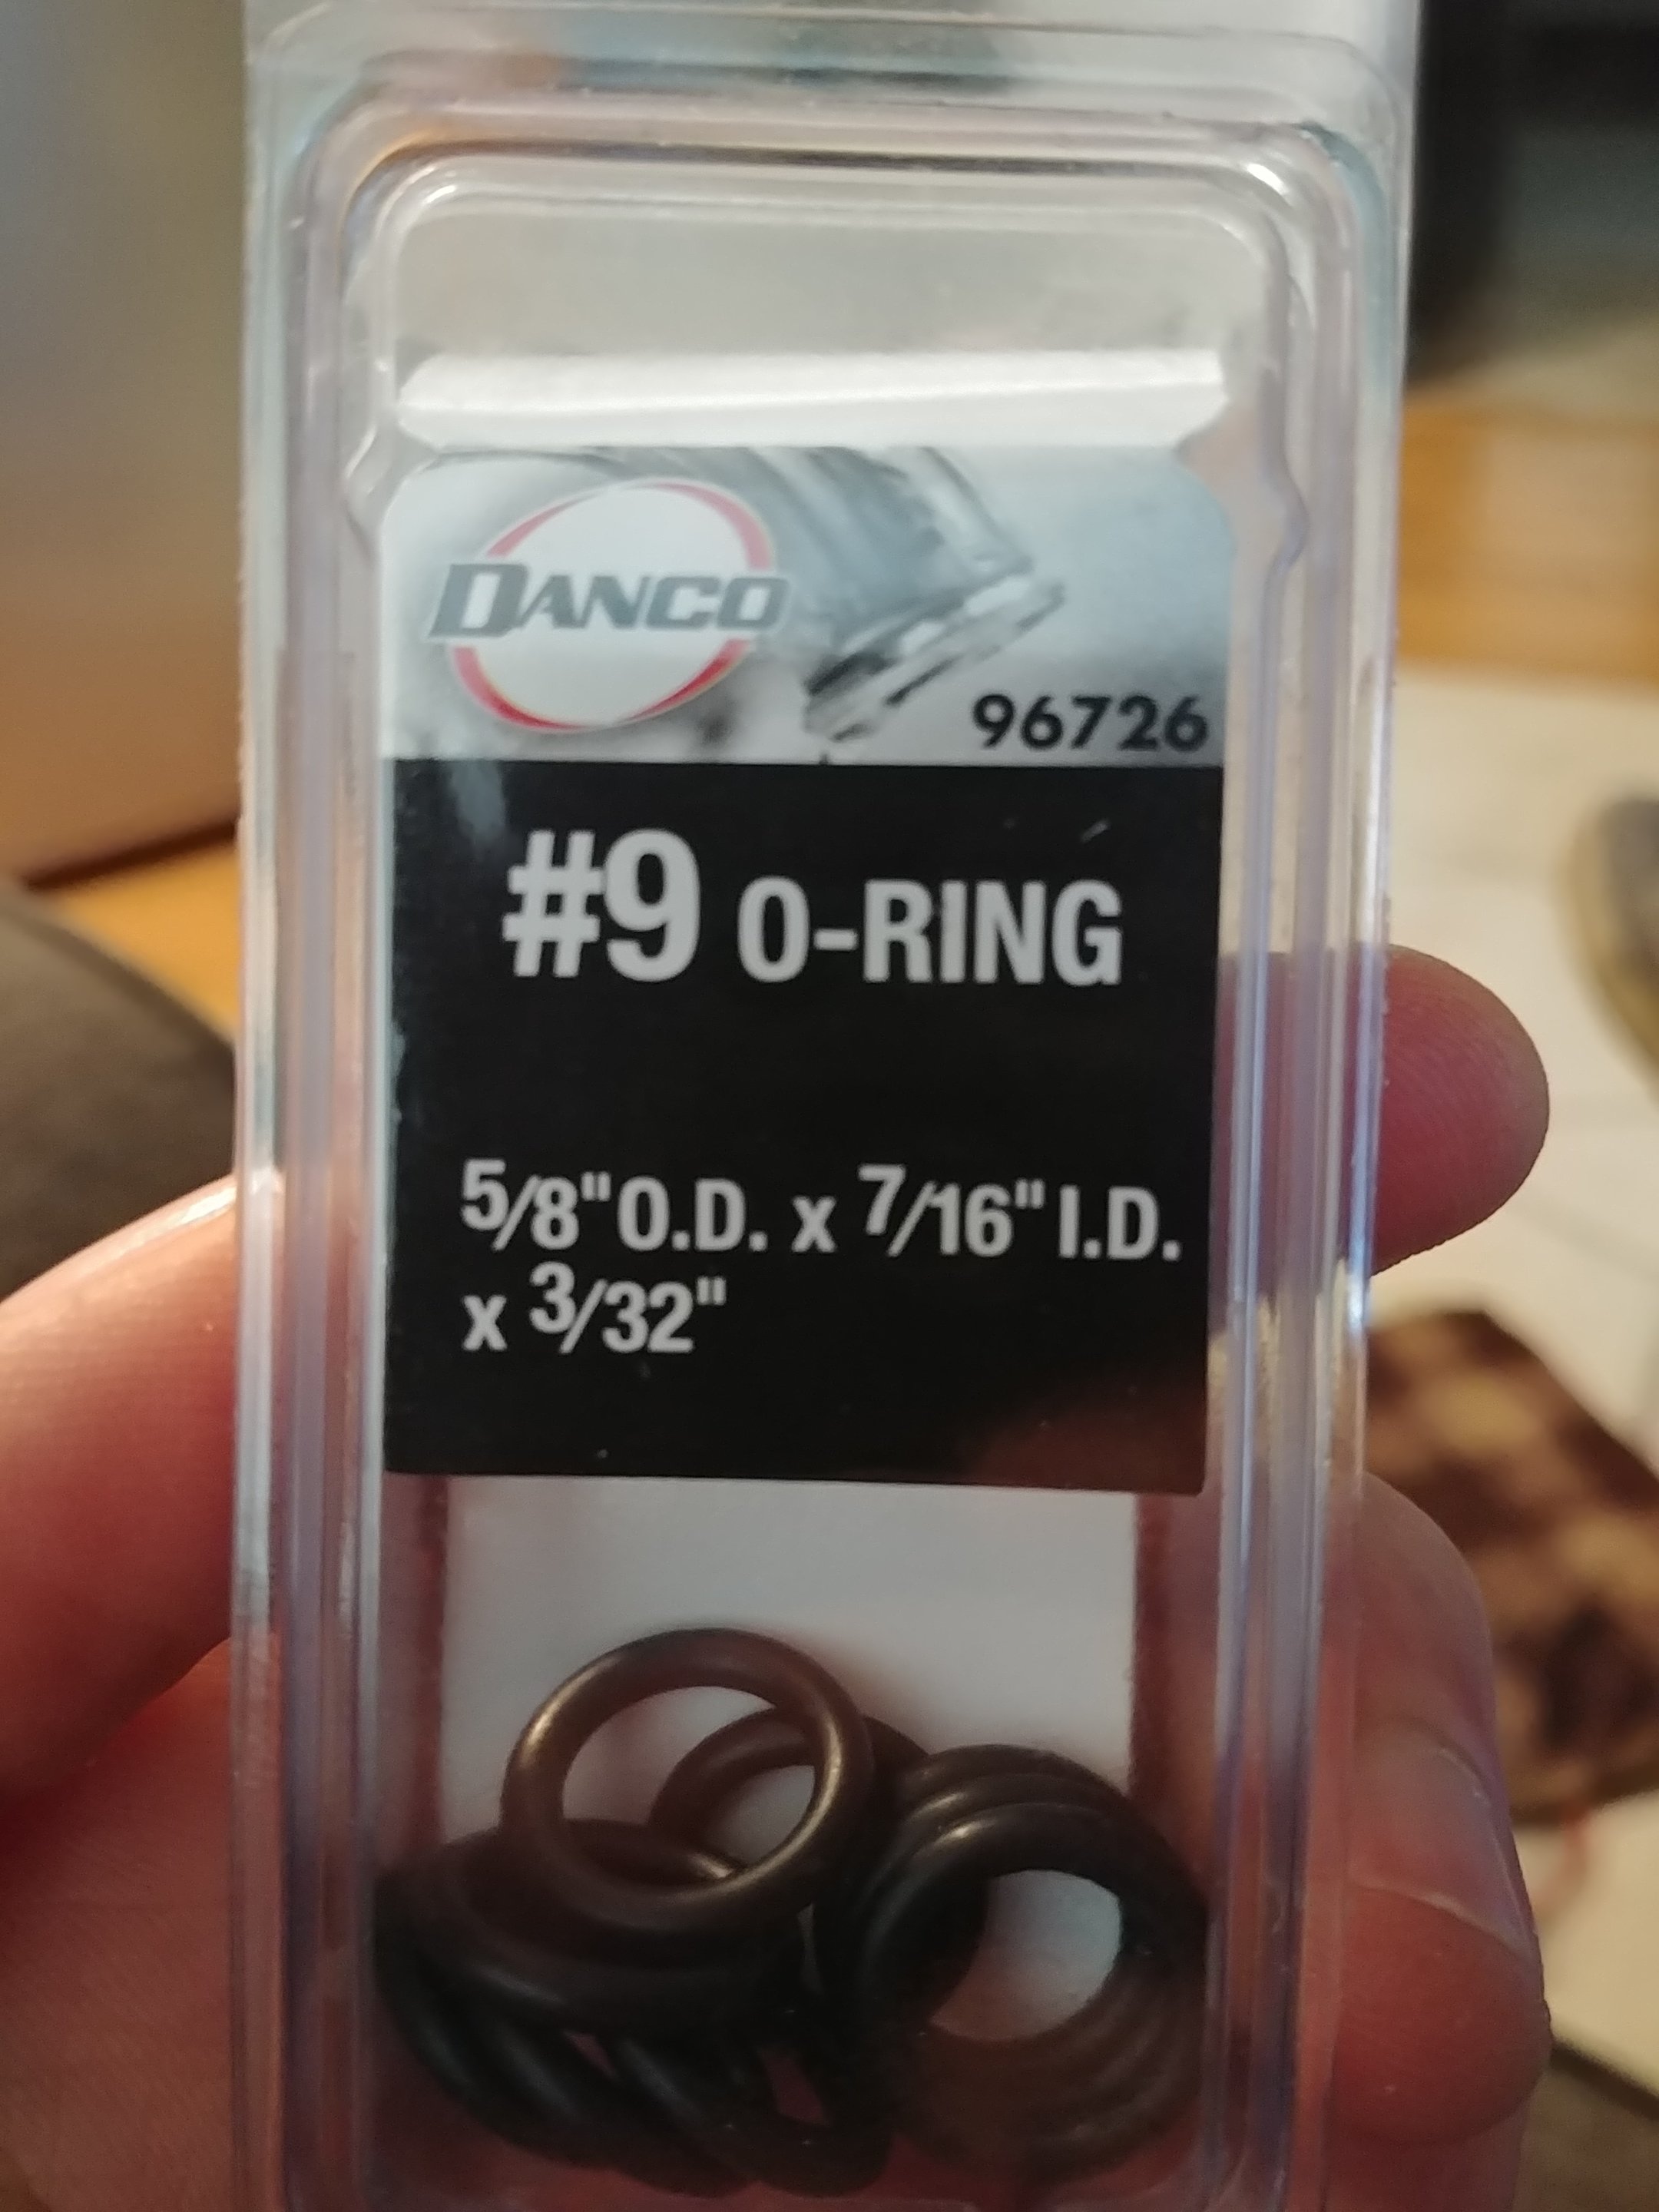 DANCO
96726
#9 O-RING
5/8" O.D. x 7/16" I.D.
x 3/32"